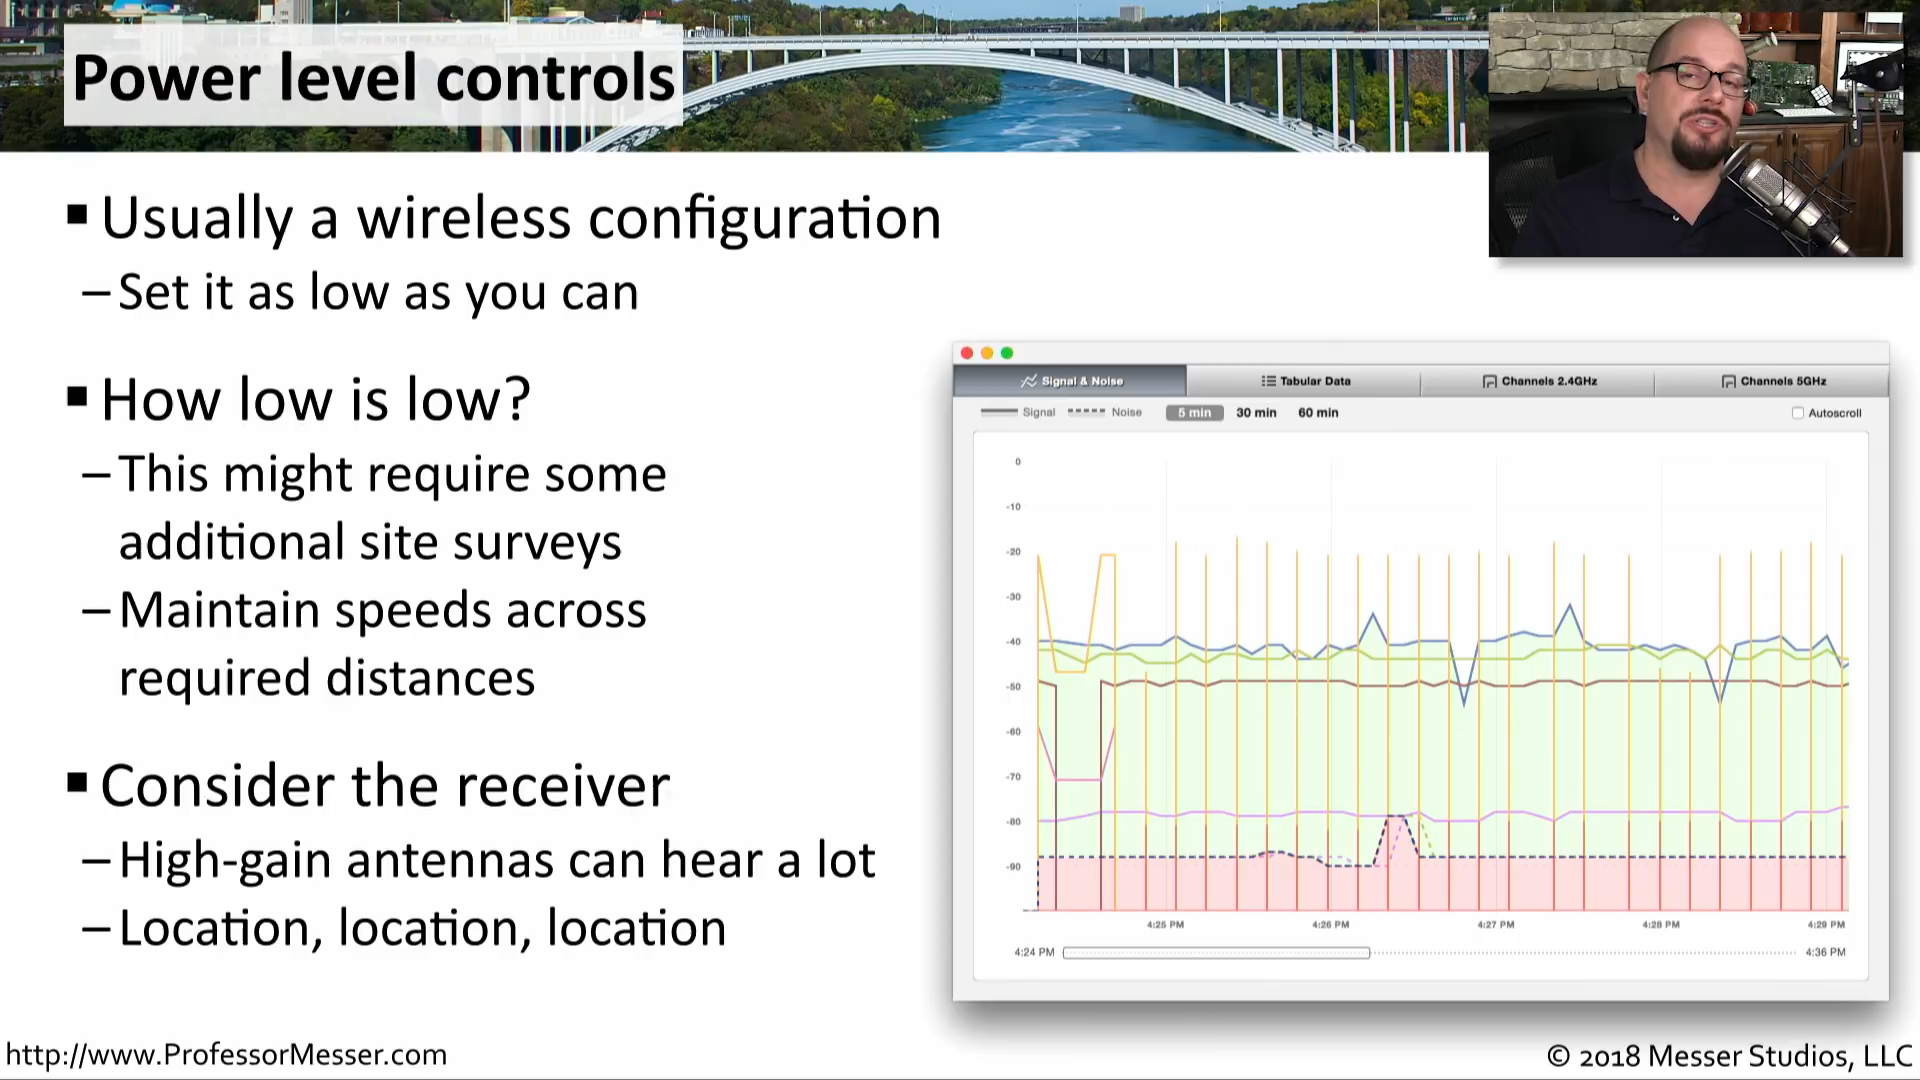 Power level controls
▪ Usually a wireless configuration
– Set it as low as you can
▪ How low is low?
– This might require some
additional site surveys
– Maintain speeds across
required distances
▪ Consider the receiver
– High-gain antennas can hear a lot
– Location, location, location
Signal & Noise
Tabular Data
Channels 2.4GHz
Channels 5GHz
Signal
Noise
5 min
30 min
60 min
Autoscroll
0
-10
-20
-30
-40
-50
-60
-70
-80
-90
4:25 PM
4:26 PM
4:27 PM
4:28 PM
4:29 PM
4:24 PM
4:36 PM
http://www.ProfessorMesser.com
© 2018 Messer Studios, LLC